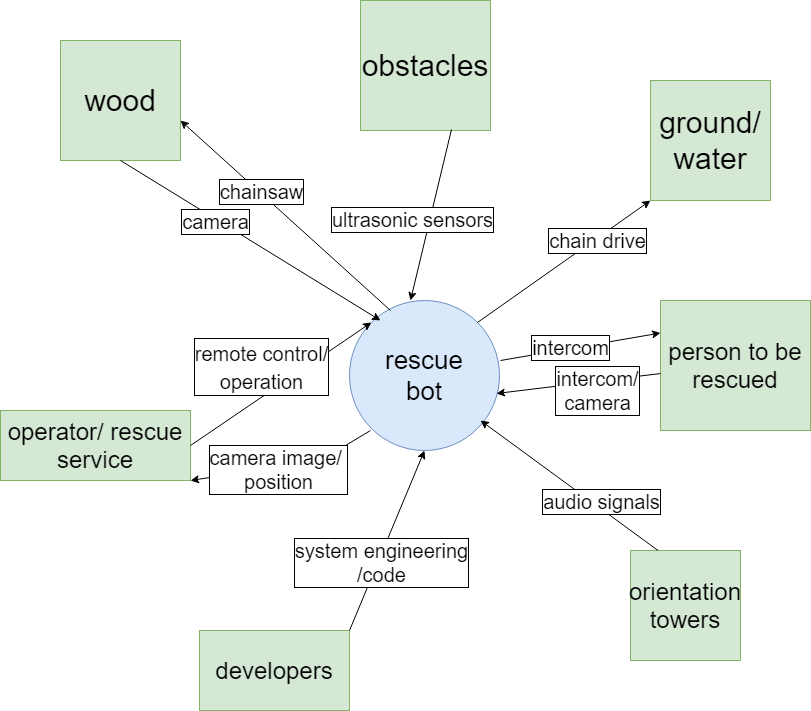 obstacles
wood
ground/
water
chainsaw
camera
ultrasonic sensors
chain drive
remote control/
operation
rescue
bot
intercom
intercom/
camera
person to be
rescued
operator/ rescue
service
camera image/
position
audio signals
system engineering
/code
orientation
towers
developers